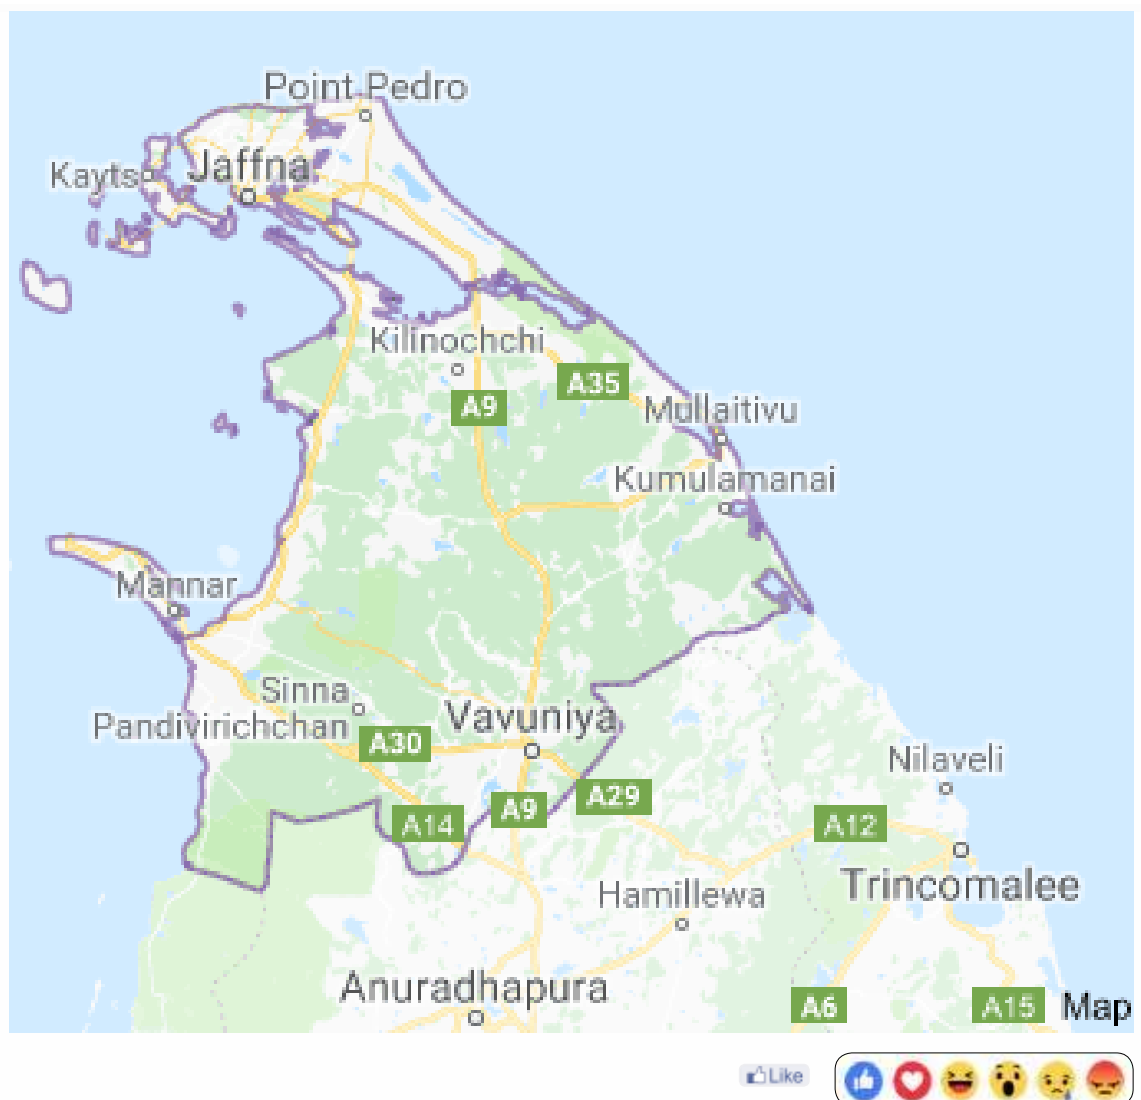 Point Pedro
Kayts
Jaffna
Kilinochchi
A35
A9
Mullaitivu
Kumulamanai
Mannar
Sinna
Pandivirichchan
Vavuniya
A30
Nilaveli
A29
A9
A14
A12
Trincomalee
Hamillewa
Anuradhapura
A6
A15
Map
Like